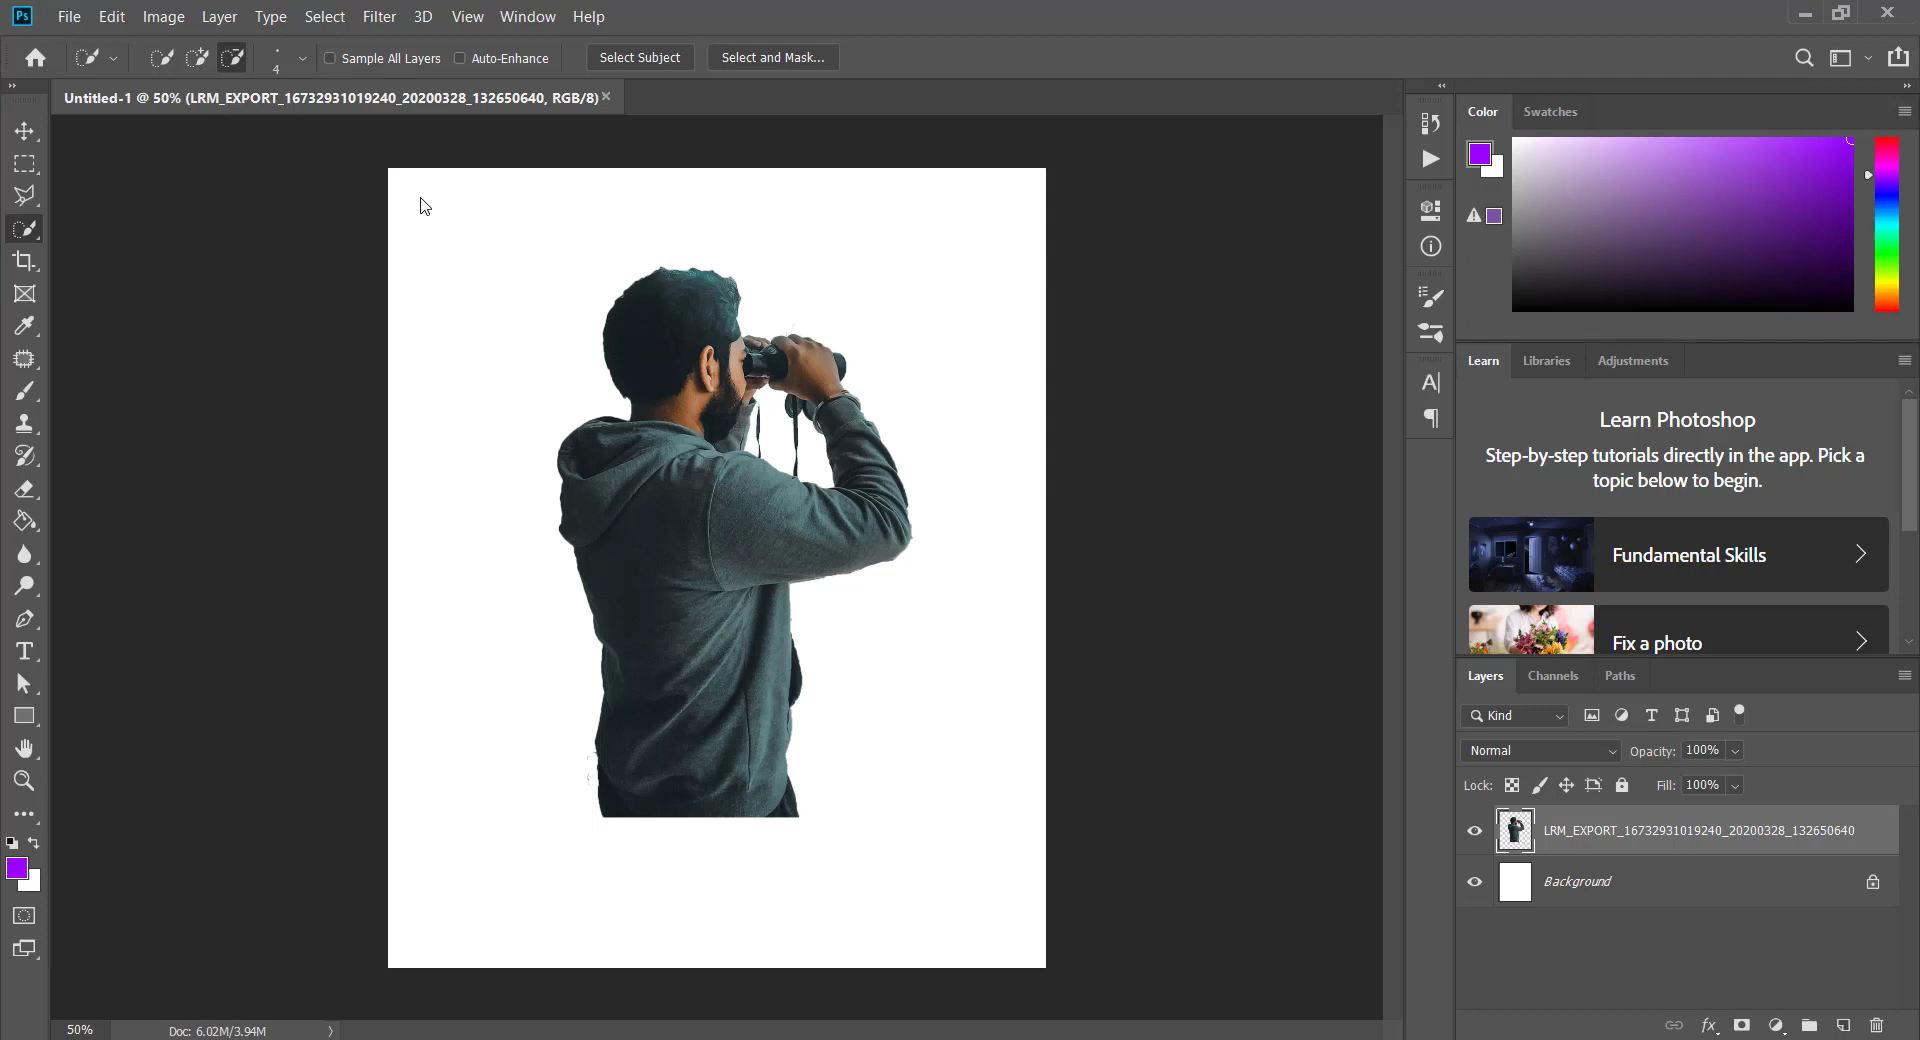 Ps File Edit Image Layer Type Select Filter 3D View Window Help
4 Sample All Layers Auto-Enhance Select Subject Select and Mask...
Untitled-1 @ 50% (LRM_EXPORT_16732931019240_20200328_132650640, RGB/8)
Color Swatches
Learn Libraries Adjustments
Learn Photoshop
Step-by-step tutorials directly in the app. Pick a
topic below to begin.
Fundamental Skills
Fix a photo
Layers Channels Paths
Kind
Normal Opacity: 100%
Lock: Fill: 100%
LRM_EXPORT_16732931019240_20200328_132650640
Background
fx
50% Doc: 6.02M/3.94M